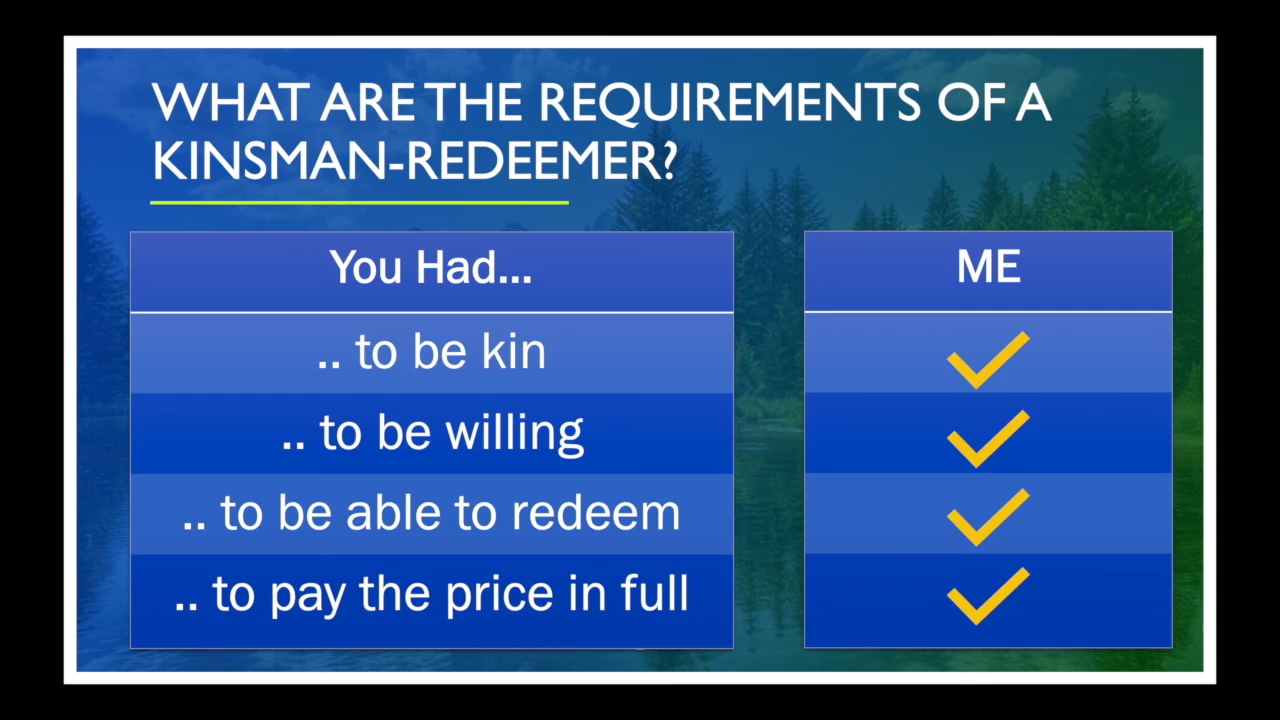 WHAT ARE THE REQUIREMENTS OF A
KINSMAN-REDEEMER?
You Had...
.. to be kin
.. to be willing
.. to be able to redeem
.. to pay the price in full
ME